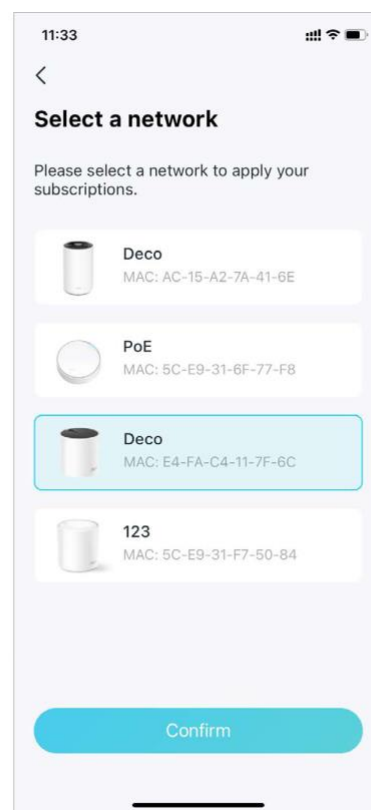 11:33
Select a network
Please select a network to apply your
subscriptions.
Deco
MAC: AC-15-A2-7A-41-6E
PoE
MAC: 5C-E9-31-6F-77-F8
Deco
MAC: E4-FA-C4-11-7F-6C
123
MAC: 5C-E9-31-F7-50-84
Confirm